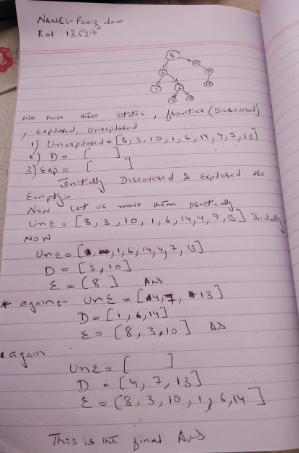 NAME:- Faaiz
Rol: 13527
We have three states, frontier (Discovered)
, Explored, Unexplored
1) Unexplored = [8, 3, 10, 1, 6, 14, 4, 7, 13]
2) D = [ ]
3) Exp = [ ]
Initially Discovered & Explored are
Empty.
Now Let us move them practically
UnE = [8, 3, 10, 1, 6, 14, 4, 7, 13] Initially
NOW
UnE = [1, 6, 14, 4, 7, 13]
D = [3, 10]
E = (8] Ans
* again:- UnE = [4, 7, 13]
D = [1, 6, 14]
E = (8, 3, 10] Ans
* again
UnE = [ ]
D = [4, 7, 13]
E = (8, 3, 10, 1, 6, 14]
This is the final Ans